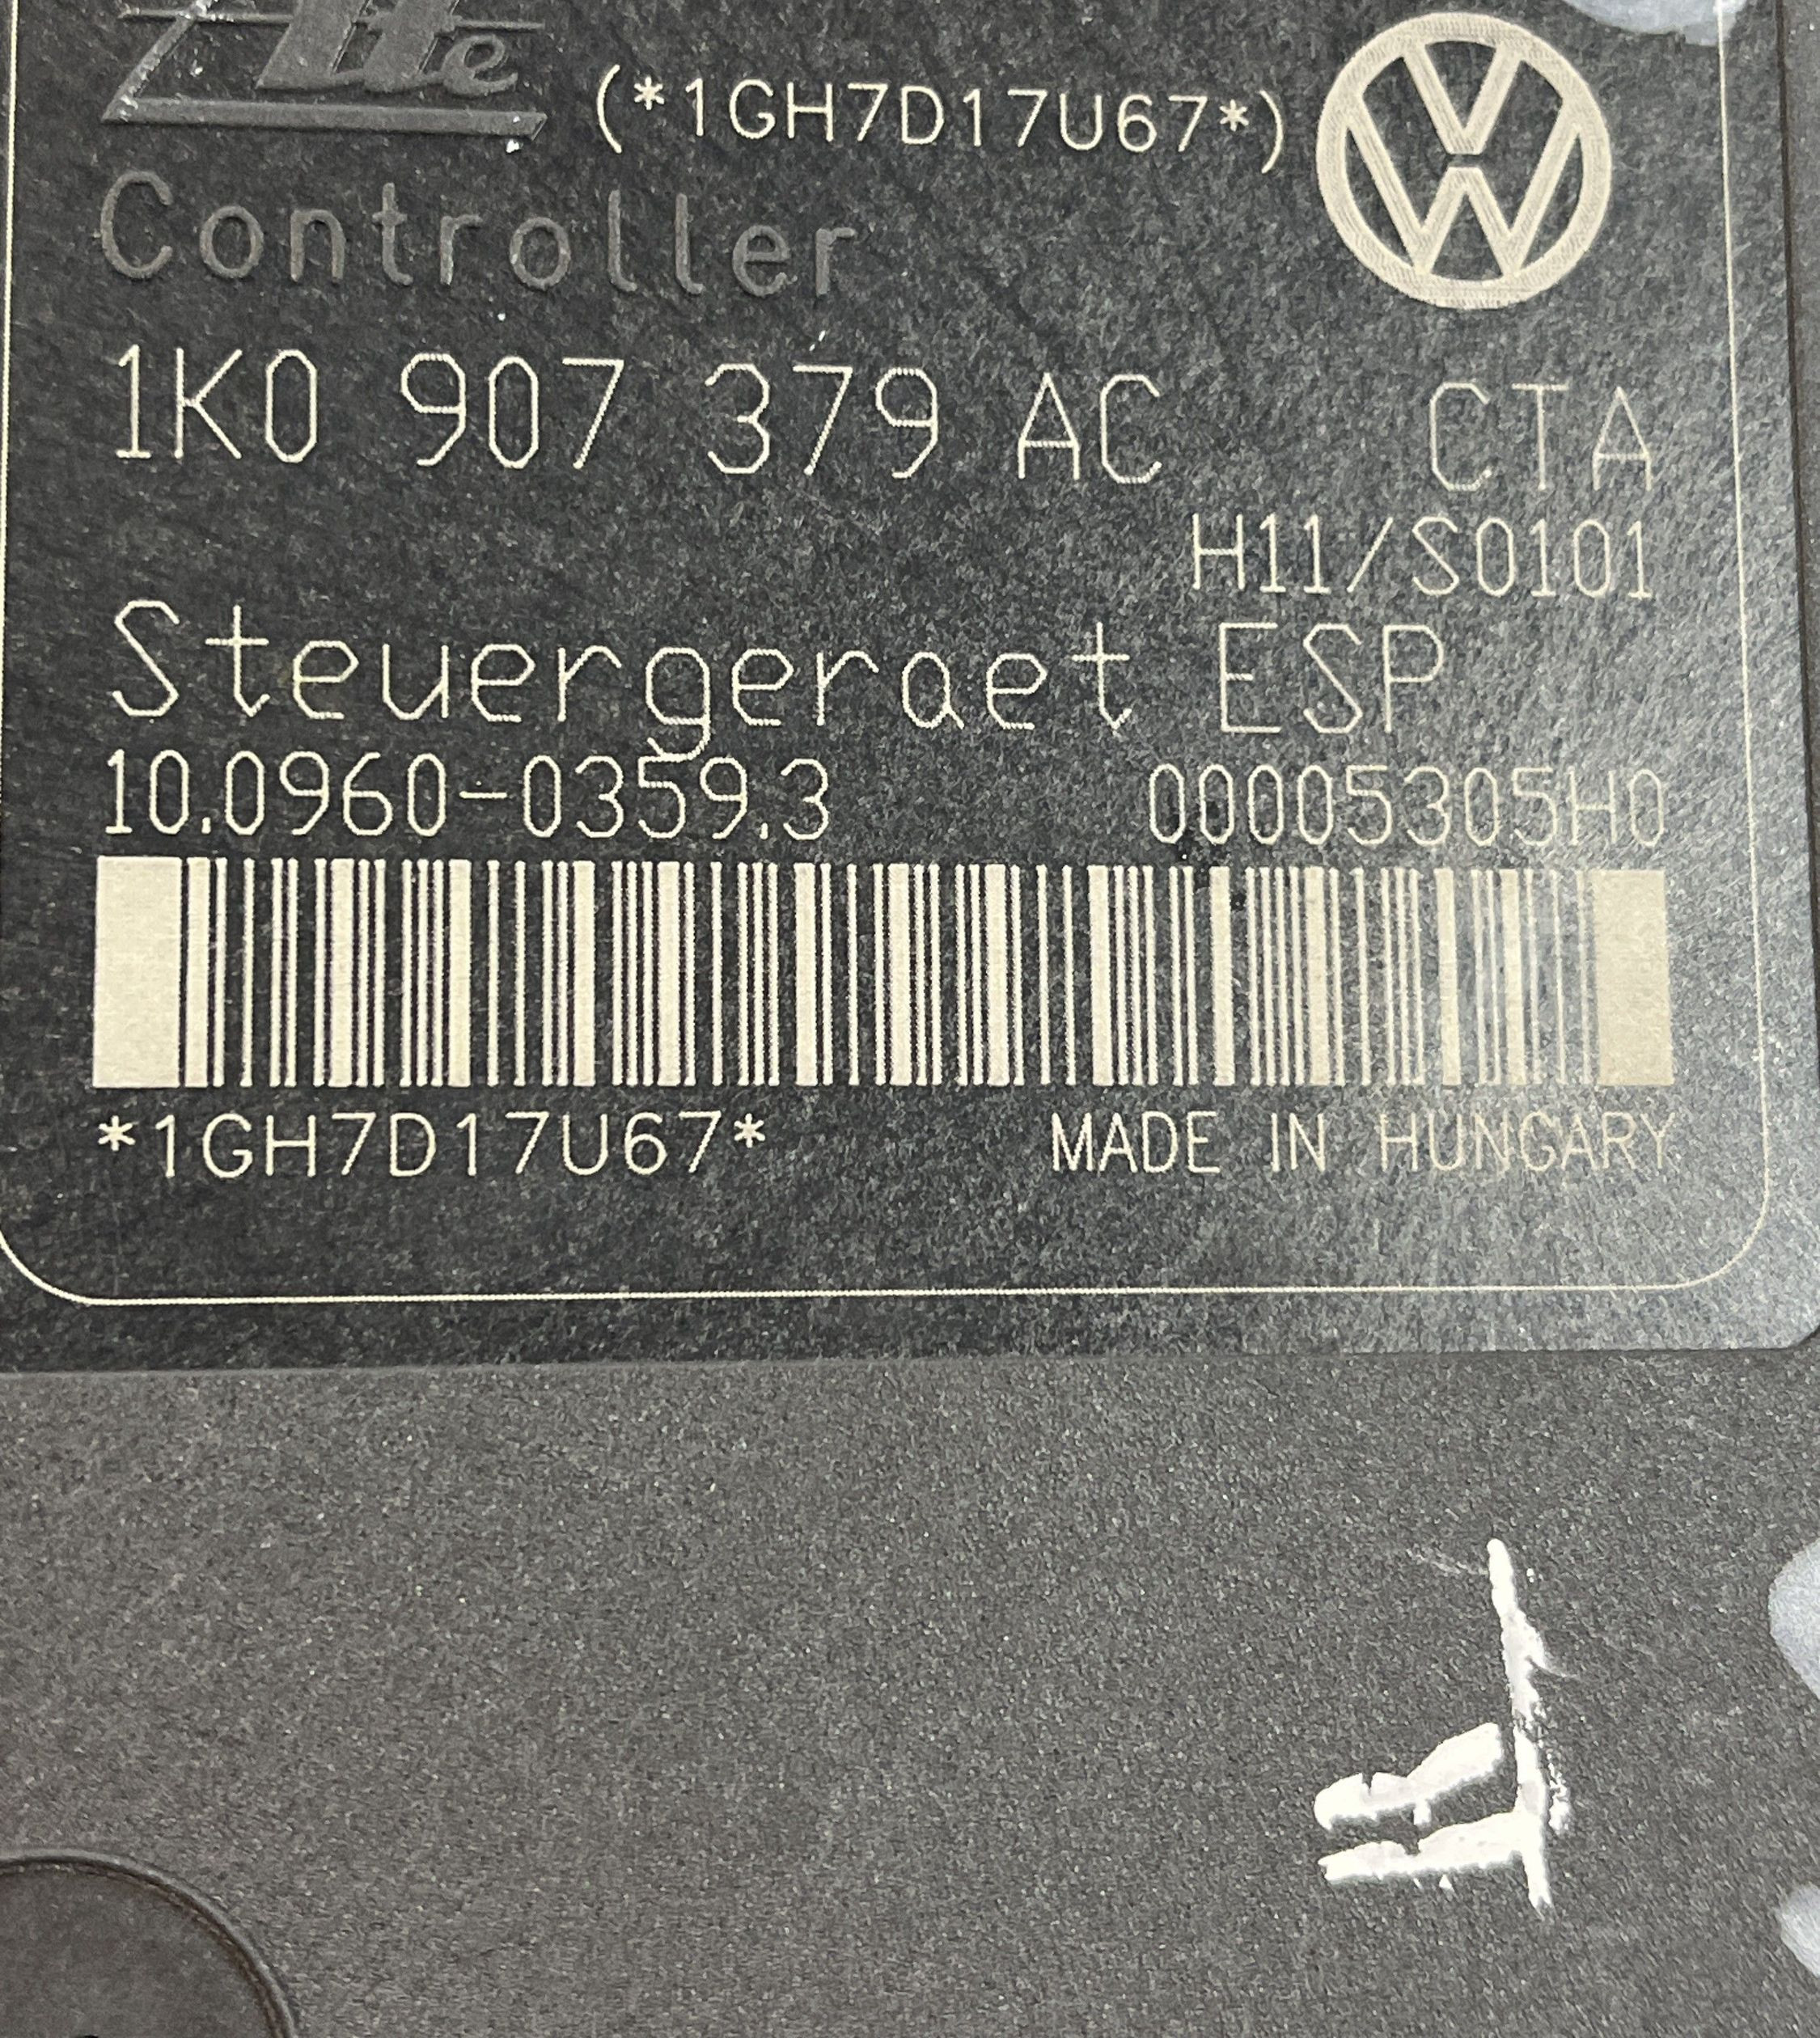 Ate
(*1GH7D17U67*)
Controller
1K0 907 379 AC CTA
H11/S0101
Steuergeraet ESP
10.0960-0359.3 00005305H0
*1GH7D17U67* MADE IN HUNGARY